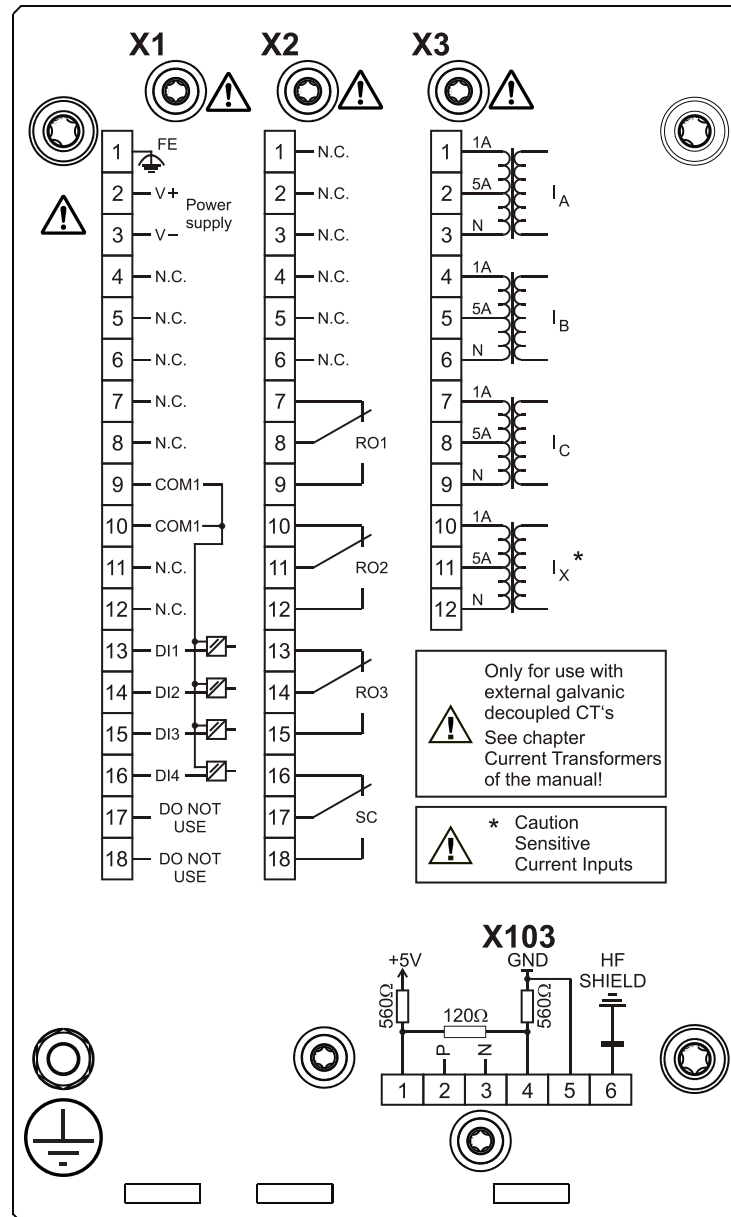 X1 X2 X3
1 FE
2 V+
Power
supply
3 V−
4 N.C.
5 N.C.
6 N.C.
7 N.C.
8 N.C.
9 COM1
10 COM1
11 N.C.
12 N.C.
13 DI1
14 DI2
15 DI3
16 DI4
17 DO NOT
USE
18 DO NOT
USE
1 N.C.
2 N.C.
3 N.C.
4 N.C.
5 N.C.
6 N.C.
7
8 RO1
9
10
11 RO2
12
13
14 RO3
15
16
17 SC
18
1 1A
2 5A IA
3 N
4 1A
5 5A IB
6 N
7 1A
8 5A IC
9 N
10 1A
11 5A IX*
12 N
Only for use with
external galvanic
decoupled CT‘s
See chapter
Current Transformers
of the manual!
* Caution
Sensitive
Current Inputs
X103
+5V GND HF
SHIELD
560Ω 120Ω 560Ω
P N
1 2 3 4 5 6